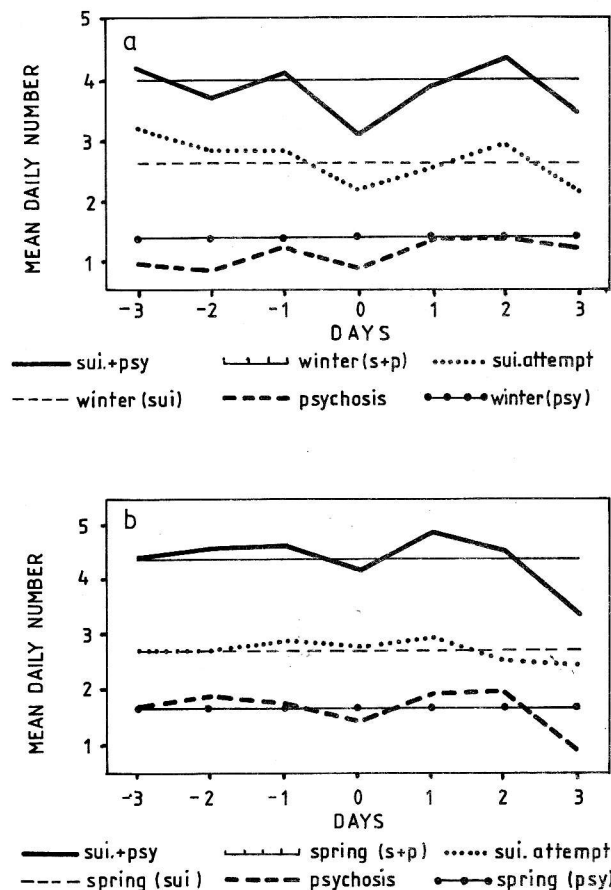 a
5
4
3
2
1
MEAN DAILY NUMBER
-3 -2 -1 0 1 2 3
DAYS
sui.+psy winter(s+p) sui.attempt
winter (sui) psychosis winter(psy)
b
5
4
3
2
1
MEAN DAILY NUMBER
-3 -2 -1 0 1 2 3
DAYS
sui.+psy spring (s+p) sui. attempt
spring (sui) psychosis spring (psy)